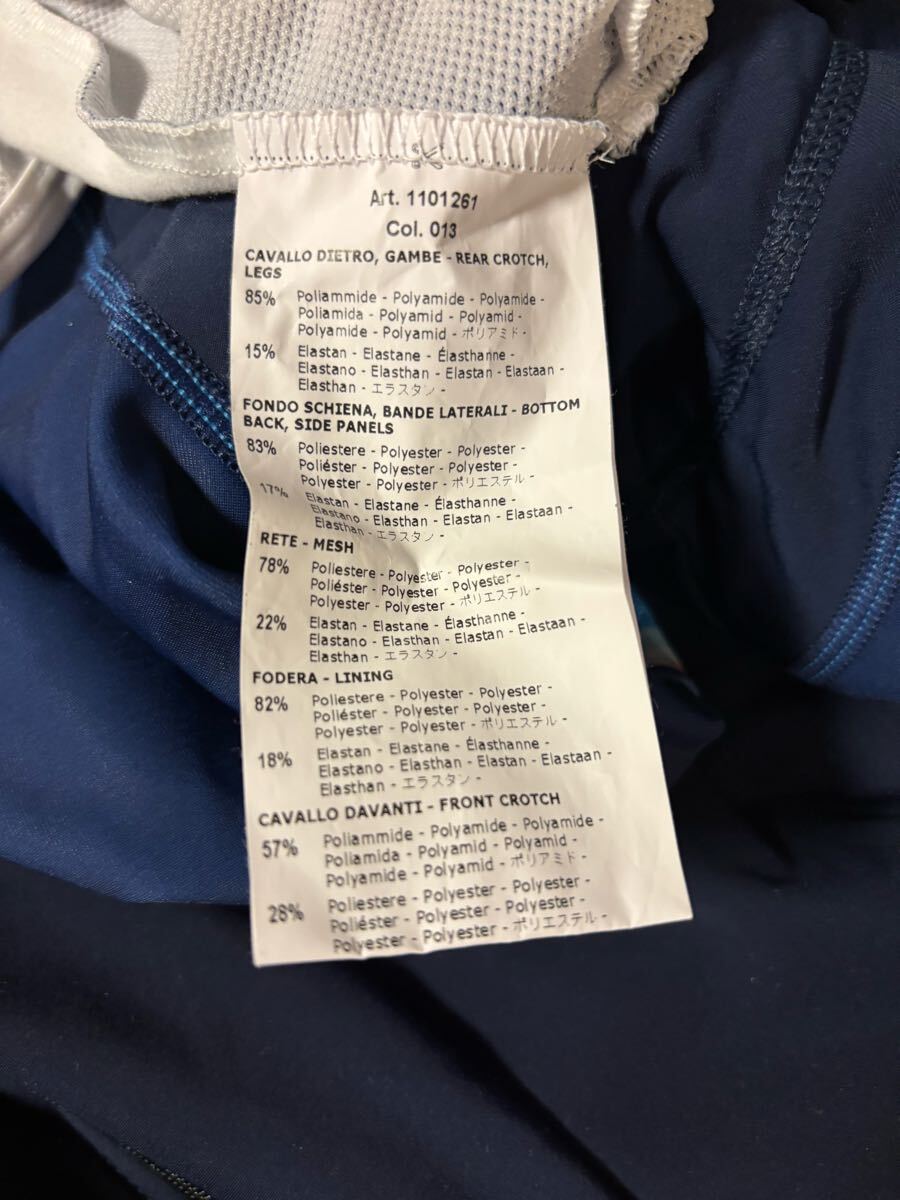 Art. 1101261
Col. 013
CAVALLO DIETRO, GAMBE - REAR CROTCH,
LEGS
85% Poliammide - Polyamide - Polyamide -
Poliamida - Polyamid - Polyamid -
Polyamide - Polyamid - ポリアミド -
15% Elastan - Elastane - Élasthanne -
Elastano - Elasthan - Elastan - Elastaan -
Elasthan - エラスタン -
FONDO SCHIENA, BANDE LATERALI - BOTTOM
BACK, SIDE PANELS
83% Poliestere - Polyester - Polyester -
Poliéster - Polyester - Polyester -
Polyester - Polyester - ポリエステル -
17% Elastan - Elastane - Élasthanne -
Elastano - Elasthan - Elastan - Elastaan -
Elasthan - エラスタン -
RETE - MESH
78% Poliestere - Polyester - Polyester -
Poliéster - Polyester - Polyester -
Polyester - Polyester - ポリエステル -
22% Elastan - Elastane - Élasthanne -
Elastano - Elasthan - Elastan - Elastaan -
Elasthan - エラスタン -
FODERA - LINING
82% Poliestere - Polyester - Polyester -
Poliéster - Polyester - Polyester -
Polyester - Polyester - ポリエステル -
18% Elastan - Elastane - Élasthanne -
Elastano - Elasthan - Elastan - Elastaan -
Elasthan - エラスタン -
CAVALLO DAVANTI - FRONT CROTCH
57% Poliammide - Polyamide - Polyamide -
Poliamida - Polyamid - Polyamid -
Polyamide - Polyamid - ポリアミド -
28% Poliestere - Polyester - Polyester -
Poliéster - Polyester - Polyester -
Polyester - Polyester - ポリエステル -